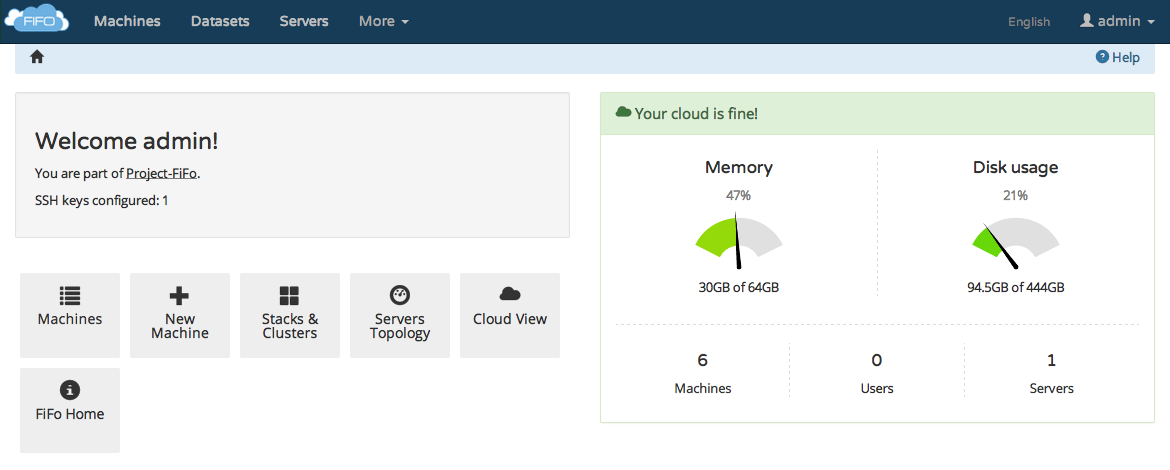 FiFO Machines Datasets Servers More English admin
Help
Welcome admin!
You are part of Project-FiFo.
SSH keys configured: 1
Machines
New
Machine
Stacks &
Clusters
Servers
Topology
Cloud View
FiFo Home
Your cloud is fine!
Memory
47%
30GB of 64GB
Disk usage
21%
94.5GB of 444GB
6
Machines
0
Users
1
Servers